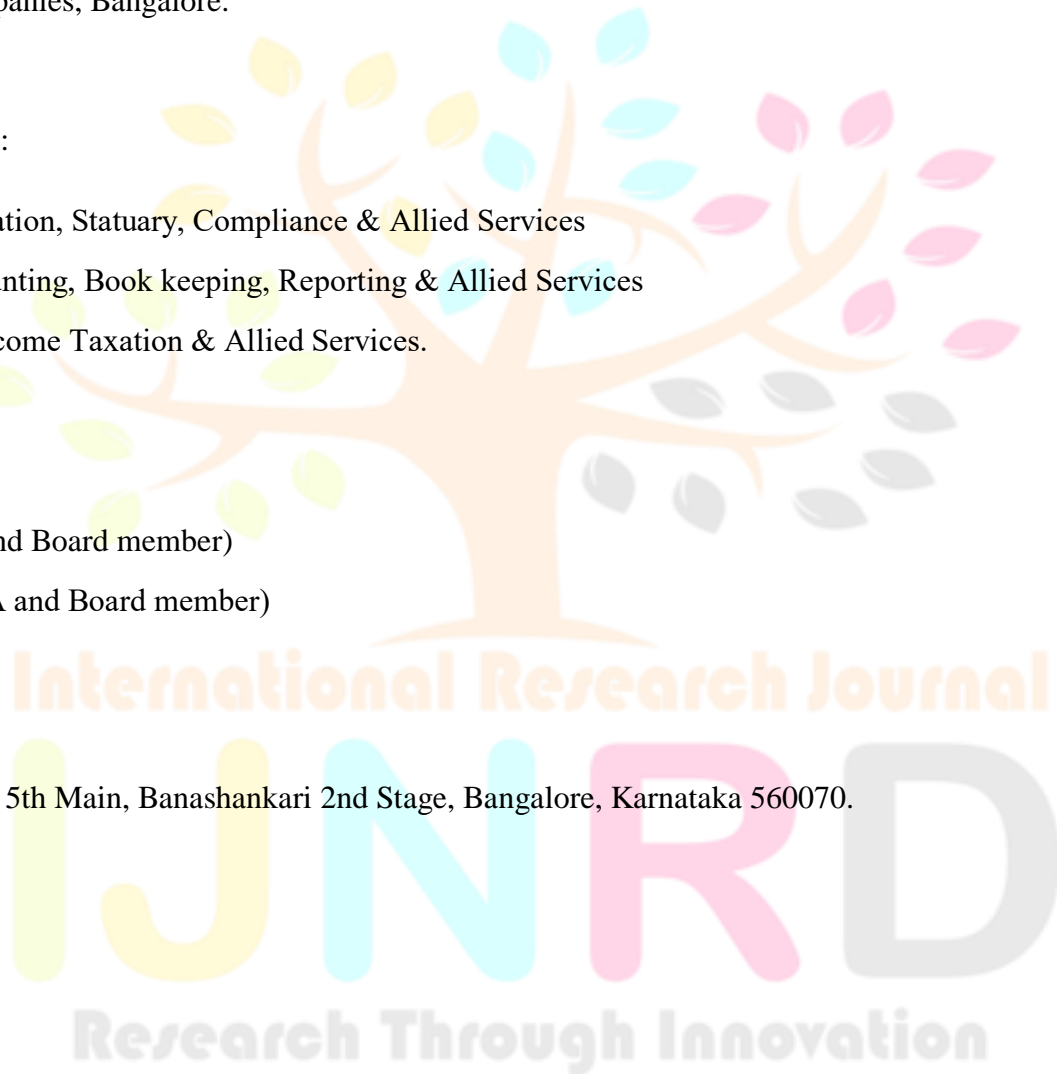 panies, Bangalore.
:
ation, Statuary, Compliance & Allied Services
unting, Book keeping, Reporting & Allied Services
come Taxation & Allied Services.
nd Board member)
A and Board member)
International Research Journal
5th Main, Banashankari 2nd Stage, Bangalore, Karnataka 560070.
IJNRD
Research Through Innovation